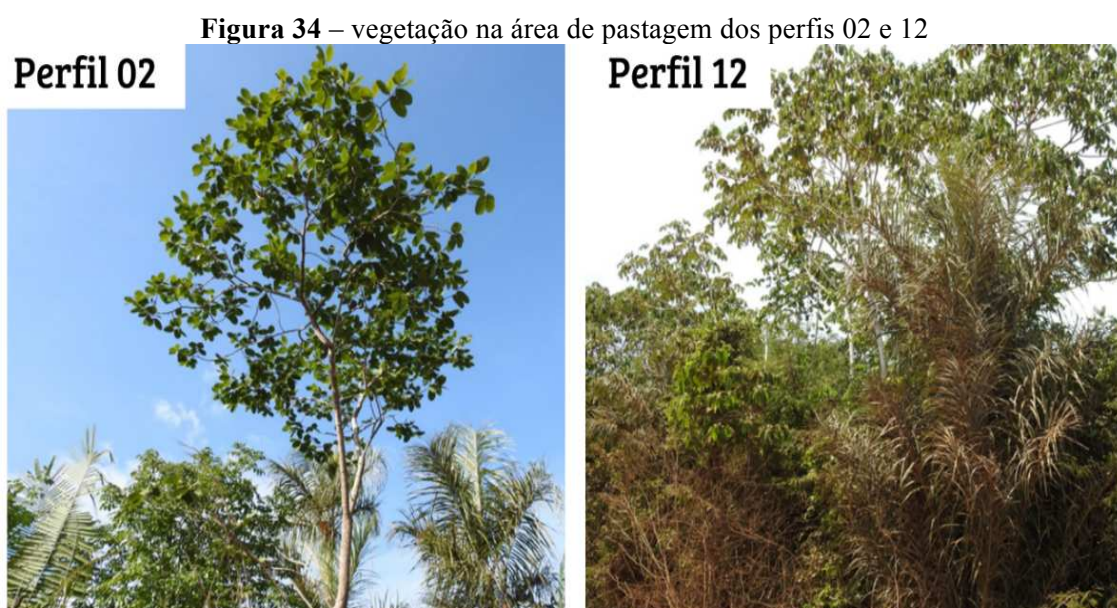 Figura 34 – vegetação na área de pastagem dos perfis 02 e 12
Perfil 02
Perfil 12